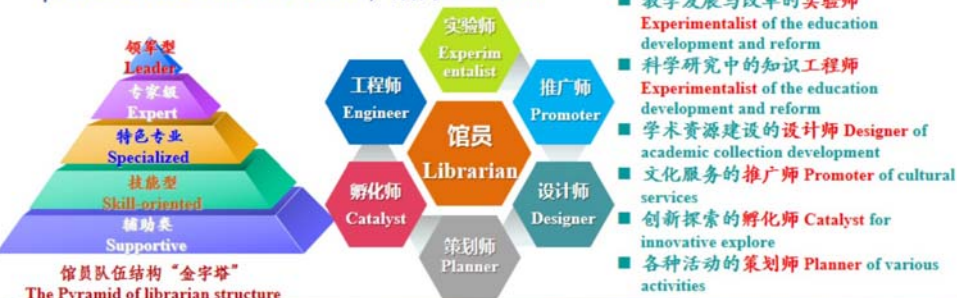 领军型
Leader
专家级
Expert
特色专业
Specialized
技能型
Skill-oriented
辅助类
Supportive
馆员队伍结构“金字塔”
The Pyramid of librarian structure
实验师
Experim
entalist
工程师
Engineer
推广师
Promoter
馆员
Librarian
孵化师
Catalyst
设计师
Designer
策划师
Planner
教学发展与改革的实验师
Experimentalist of the education
development and reform
科学研究中的知识工程师
Experimentalist of the education
development and reform
学术资源建设的设计师 Designer of
academic collection development
文化服务的推广师 Promoter of cultural
services
创新探索的孵化师 Catalyst for
innovative explore
各种活动的策划师 Planner of various
activities